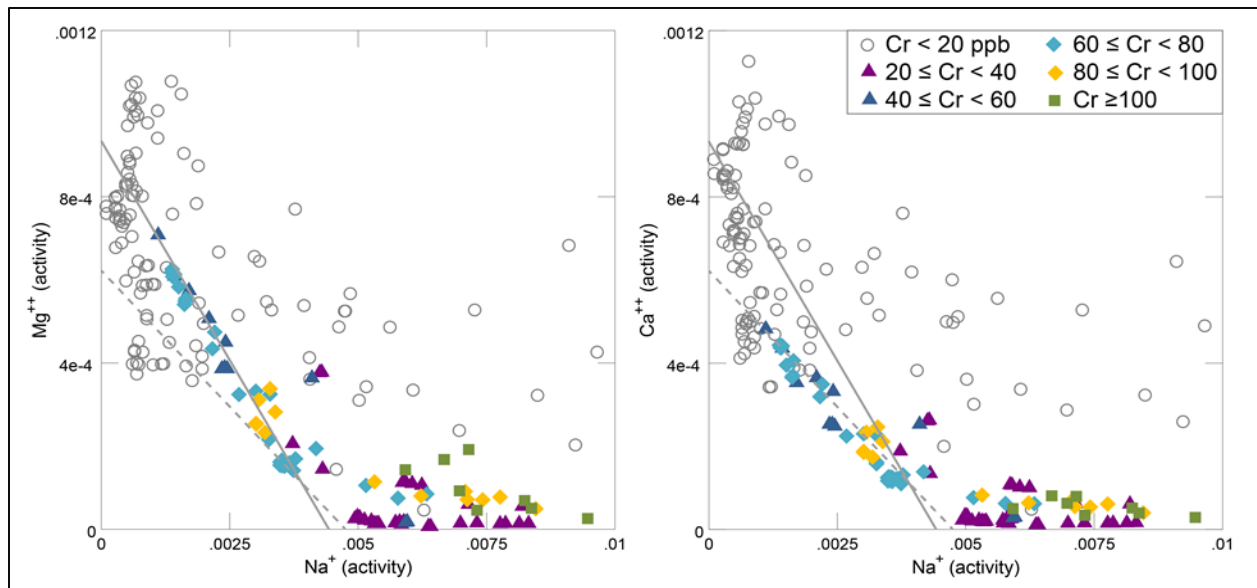 .0012
8e-4
4e-4
0
Mg++ (activity)
0
.0025
.005
.0075
.01
Na+ (activity)
.0012
8e-4
4e-4
0
Ca++ (activity)
0
.0025
.005
.0075
.01
Na+ (activity)
Cr < 20 ppb
60 ≤ Cr < 80
20 ≤ Cr < 40
80 ≤ Cr < 100
40 ≤ Cr < 60
Cr ≥100